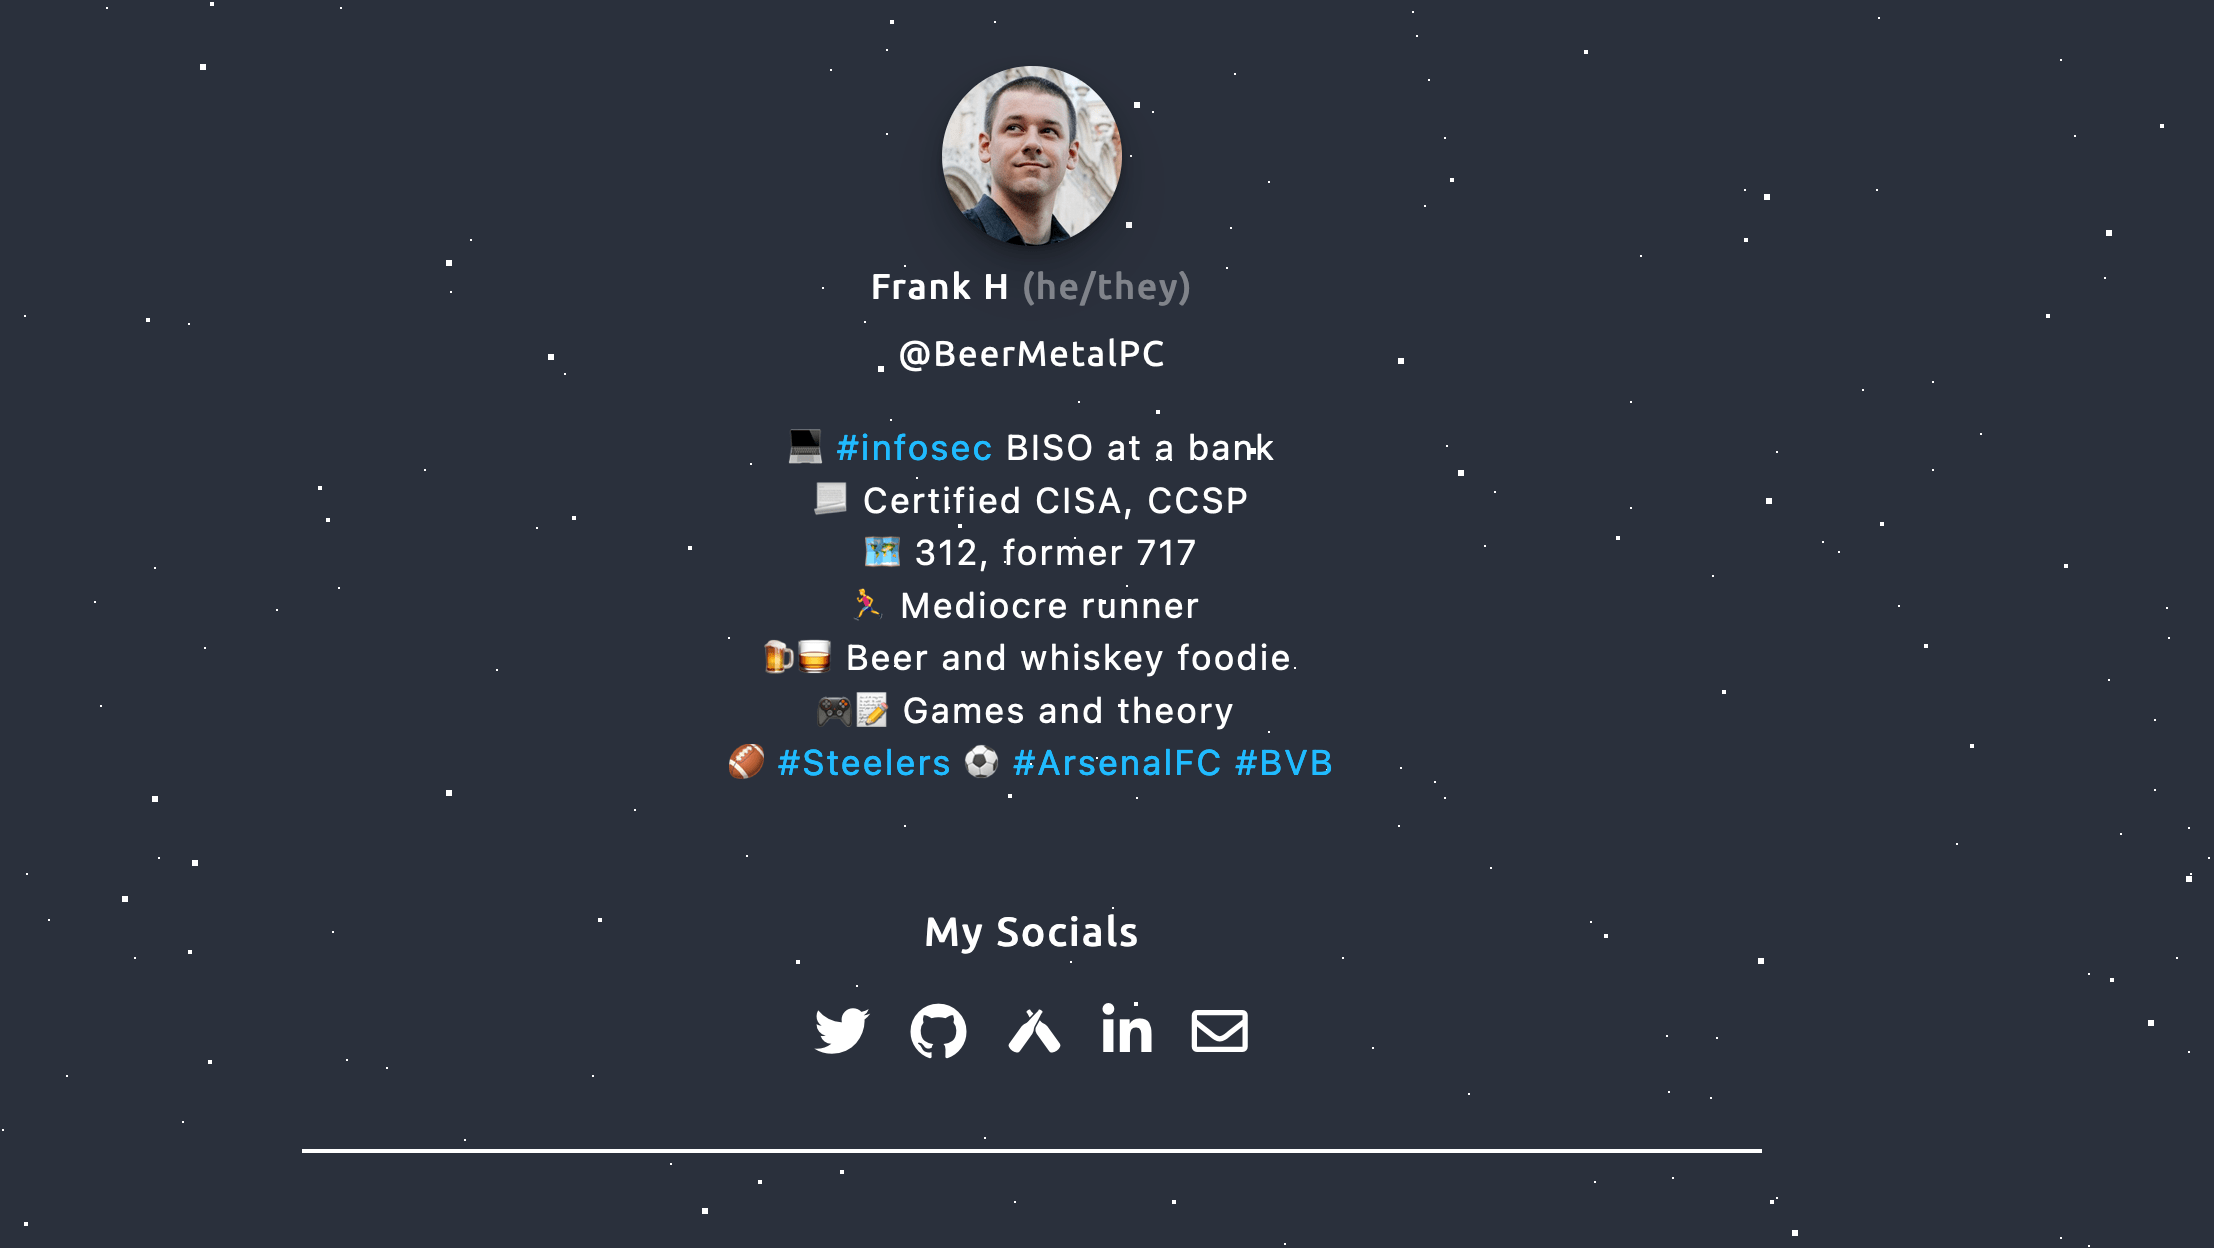 Frank H (he/they)
@BeerMetalPC
💻 #infosec BISO at a bank
📃 Certified CISA, CCSP
🗺️ 312, former 717
🏃 Mediocre runner
🍺🥃 Beer and whiskey foodie
🎮📝 Games and theory
🏈 #Steelers ⚽ #ArsenalFC #BVB
My Socials
in